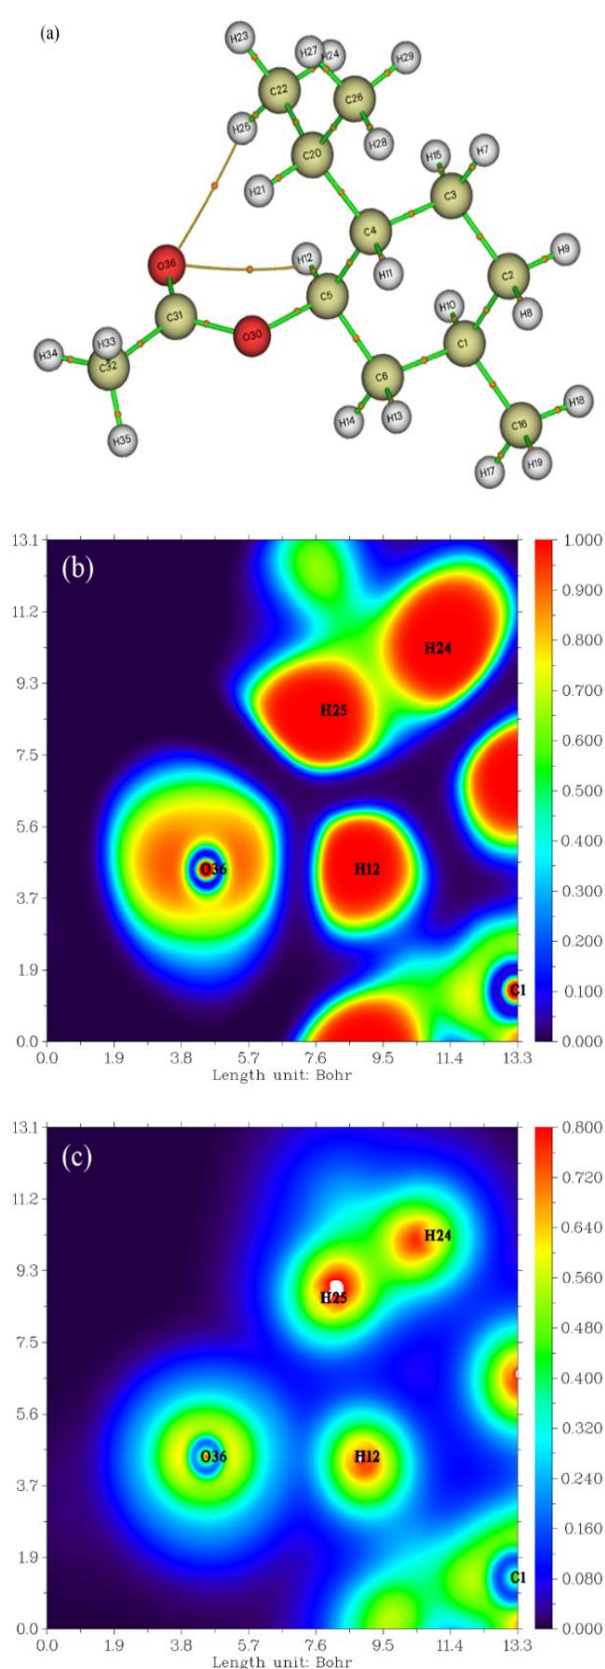 (a)
H23
H27
H24
H29
C22
C26
H25
H28
C20
H15
H7
H21
C3
C4
H9
O36
H12
H11
C2
C5
H10
H8
C31
O30
C1
H33
H34
C32
C6
H18
H14
H13
C16
H35
H17
H19
13.1
(b)
1.000
11.2
0.900
H24
0.800
9.3
H25
0.700
7.5
0.600
0.500
5.6
O36
H12
0.400
3.7
0.300
1.9
0.200
C1
0.100
0.0
0.000
0.0 1.9 3.8 5.7 7.6 9.5 11.4 13.3
Length unit: Bohr
13.1
(c)
0.800
11.2
0.720
H24
0.640
9.3
H25
0.560
7.5
0.480
0.400
5.6
O36
H12
0.320
3.7
0.240
1.9
0.160
C1
0.080
0.0
0.000
0.0 1.9 3.8 5.7 7.6 9.5 11.4 13.3
Length unit: Bohr